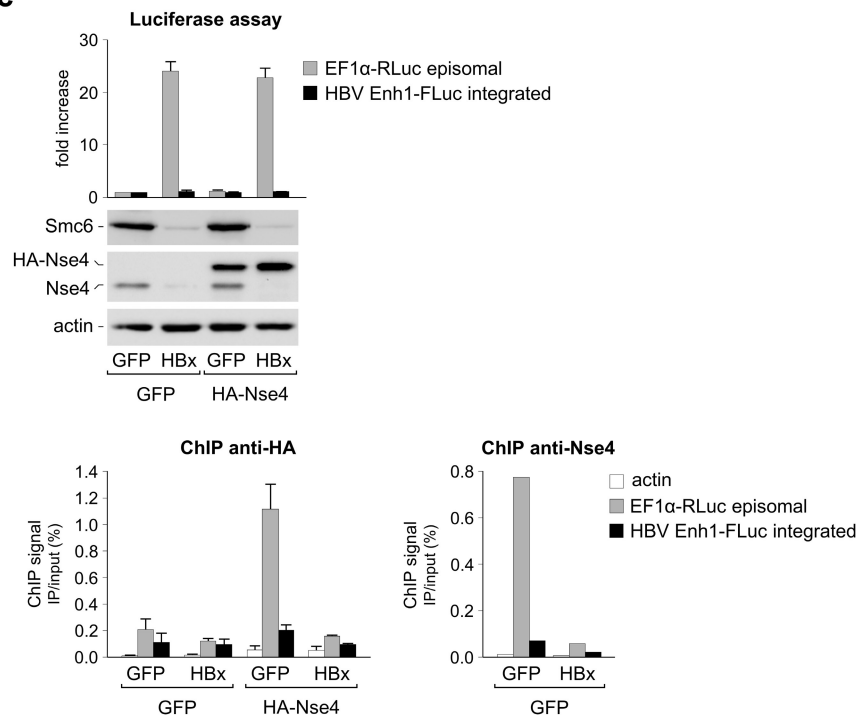 Luciferase assay
30
20
10
0
fold increase
EF1α-RLuc episomal
HBV Enh1-FLuc integrated
Smc6
HA-Nse4
Nse4
actin
GFP HBx GFP HBx
GFP HA-Nse4
ChIP anti-HA
1.4
1.2
1.0
0.8
0.6
0.4
0.2
0.0
ChIP signal
IP/input (%)
GFP HBx GFP HBx
GFP HA-Nse4
ChIP anti-Nse4
0.8
0.6
0.4
0.2
0.0
ChIP signal
IP/input (%)
actin
EF1α-RLuc episomal
HBV Enh1-FLuc integrated
GFP HBx
GFP